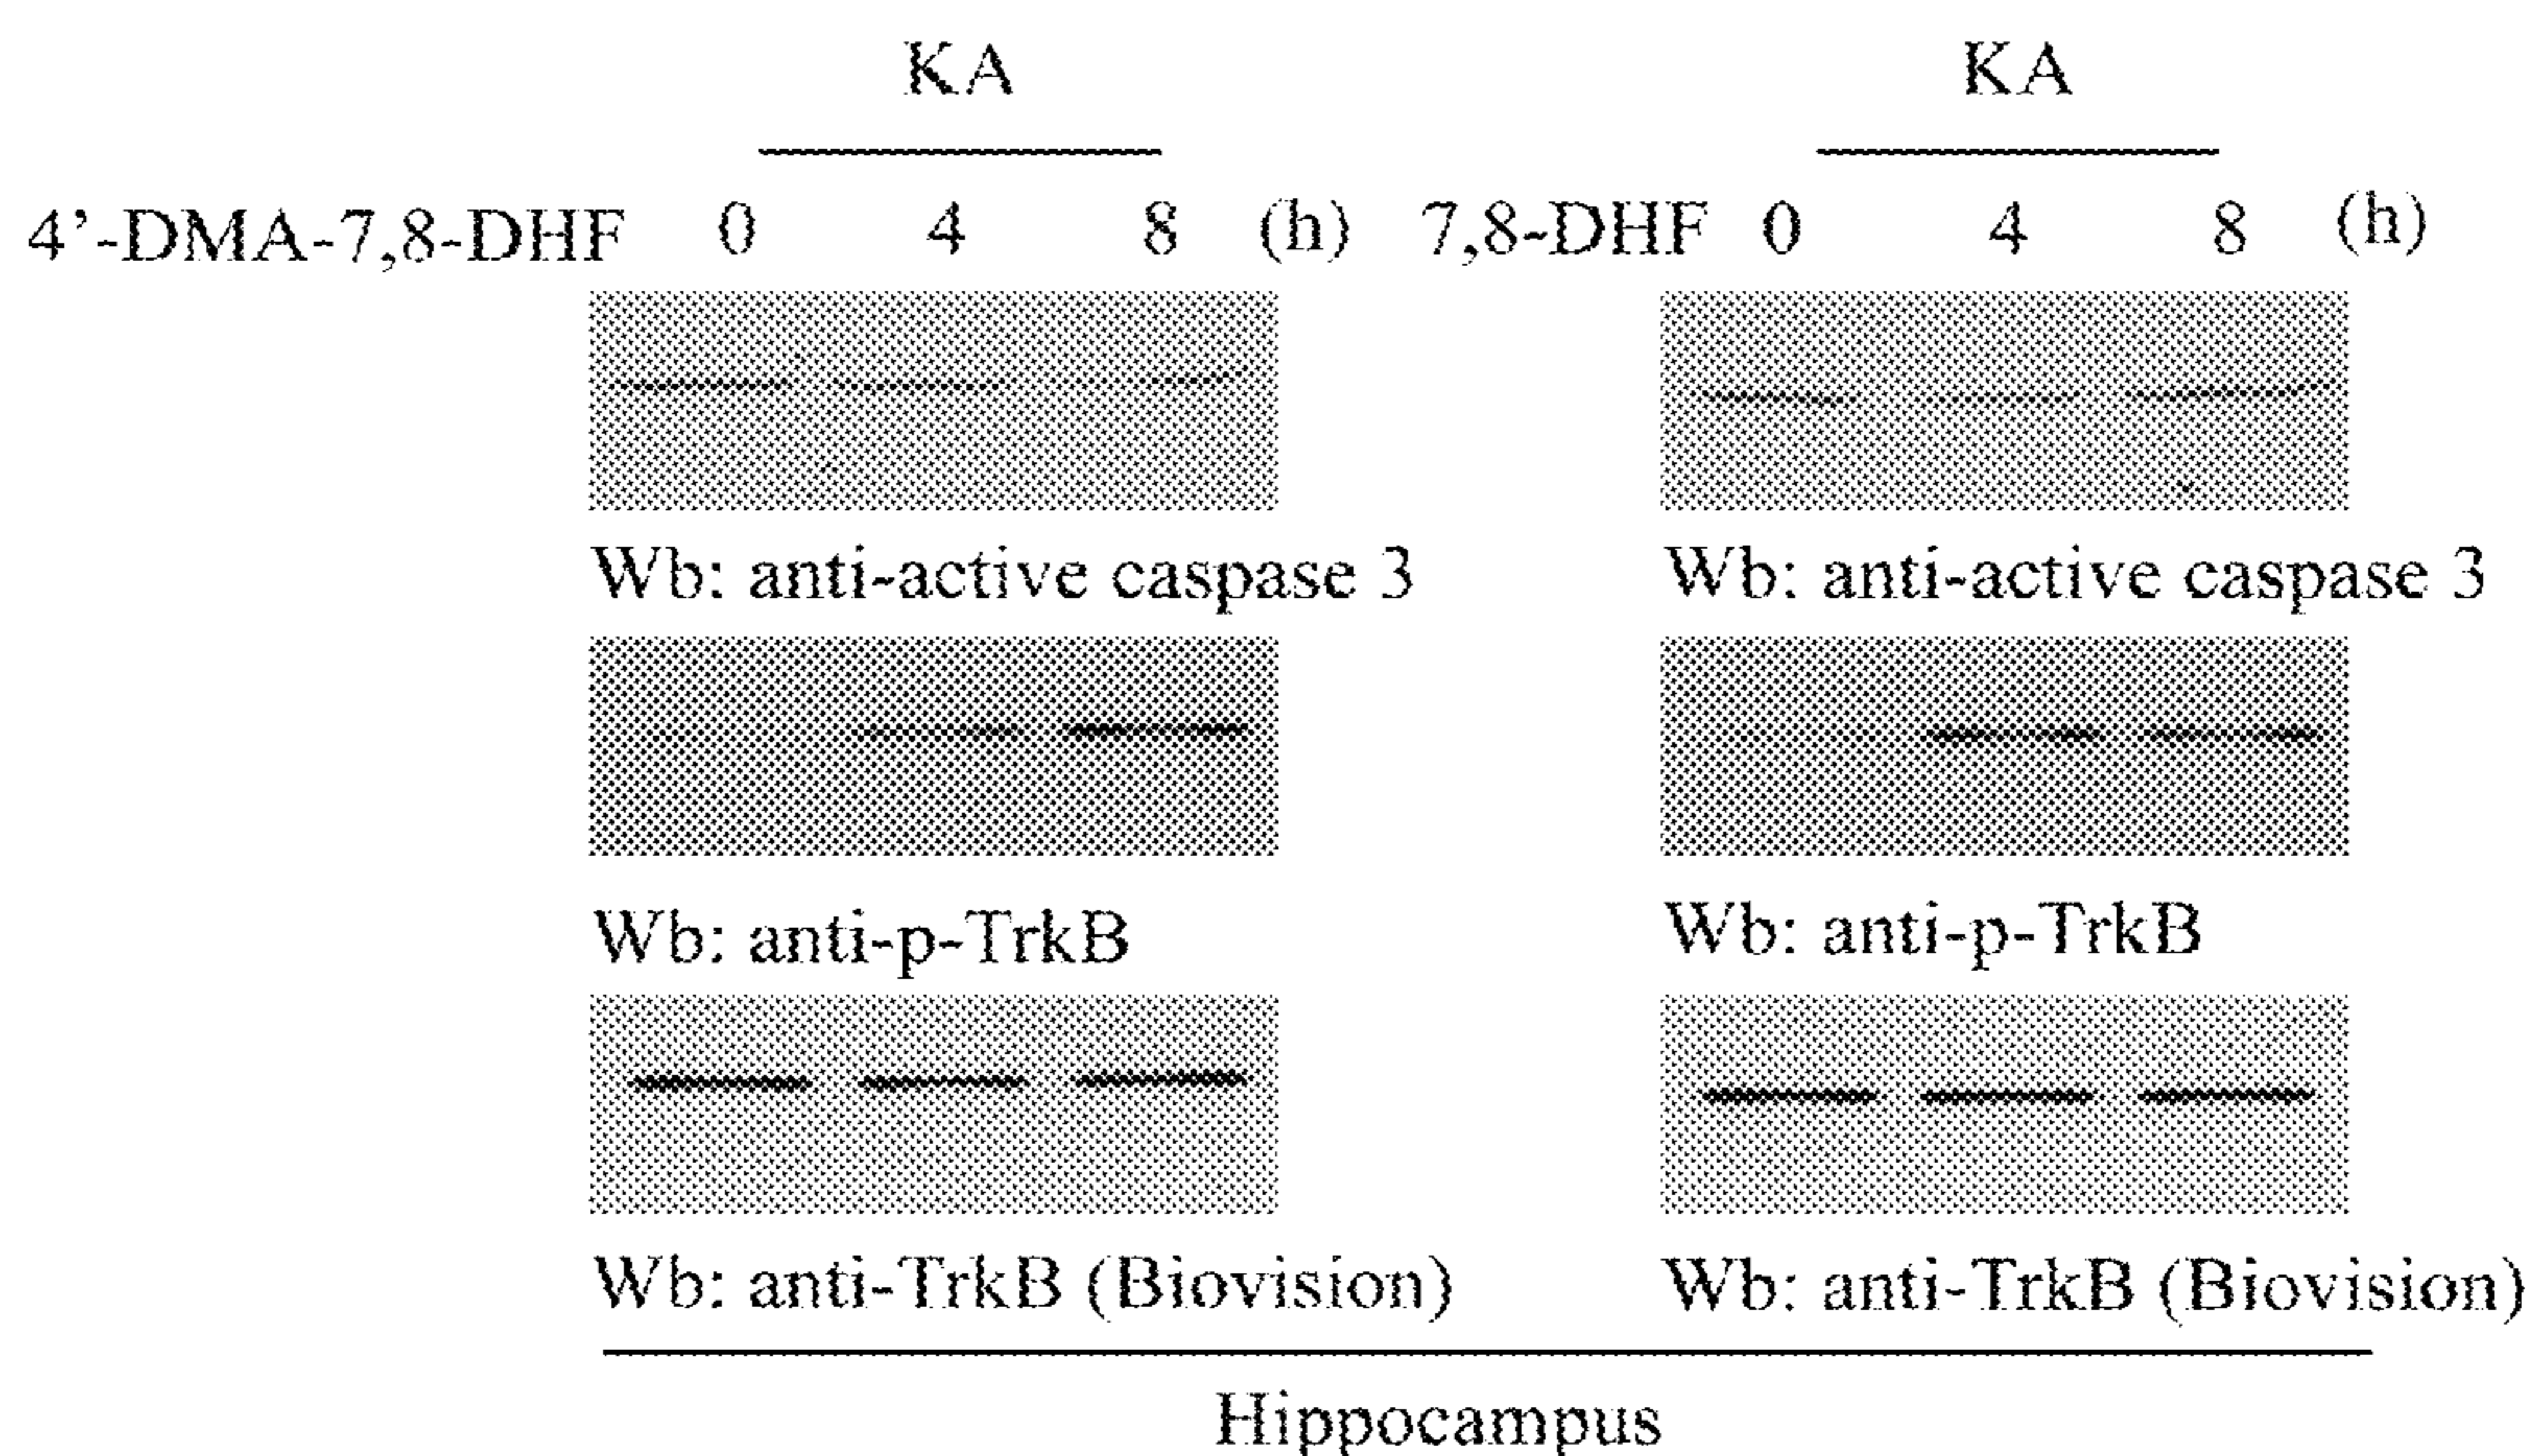 KA KA
4’-DMA-7,8-DHF 0 4 8 (h) 7,8-DHF 0 4 8 (h)
Wb: anti-active caspase 3 Wb: anti-active caspase 3
Wb: anti-p-TrkB Wb: anti-p-TrkB
Wb: anti-TrkB (Biovision) Wb: anti-TrkB (Biovision)
Hippocampus